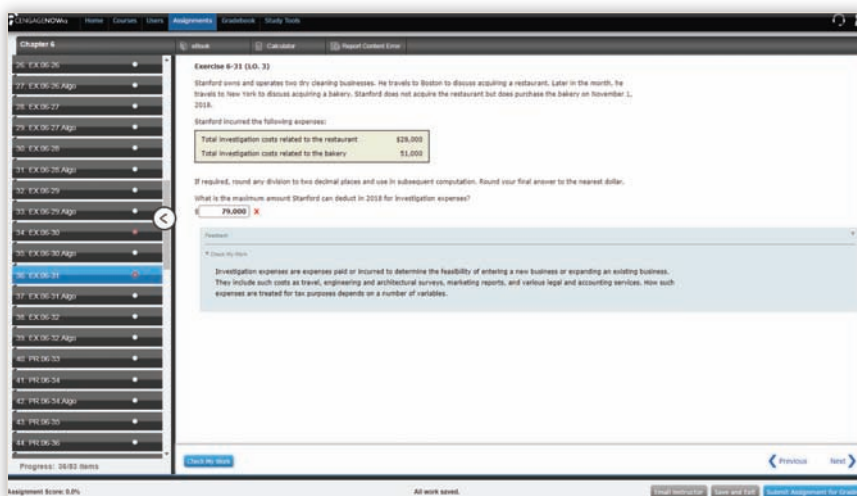 CENGAGENOWv2 Home Courses Users Assignments Gradebook Study Tools
Chapter 6
eBook Calculator Report Content Error
26. EX.06-26
27. EX.06-26.Algo
28. EX.06-27
29. EX.06-27.Algo
30. EX.06-28
31. EX.06-28.Algo
32. EX.06-29
33. EX.06-29.Algo
34. EX.06-30
35. EX.06-30.Algo
36. EX.06-31
37. EX.06-31.Algo
38. EX.06-32
39. EX.06-32.Algo
40. PR.06-33
41. PR.06-34
42. PR.06-34.Algo
43. PR.06-35
44. PR.06-36
Progress: 36/83 items
Exercise 6-31 (LO. 3)
Stanford owns and operates two dry cleaning businesses. He travels to Boston to discuss acquiring a restaurant. Later in the month, he
travels to New York to discuss acquiring a bakery. Stanford does not acquire the restaurant but does purchase the bakery on November 1,
2018.
Stanford incurred the following expenses:
Total investigation costs related to the restaurant $28,000
Total investigation costs related to the bakery 51,000
If required, round any division to two decimal places and use in subsequent computation. Round your final answer to the nearest dollar.
What is the maximum amount Stanford can deduct in 2018 for investigation expenses?
$ 79,000 X
Feedback
Check My Work
Investigation expenses are expenses paid or incurred to determine the feasibility of entering a new business or expanding an existing business.
They include such costs as travel, engineering and architectural surveys, marketing reports, and various legal and accounting services. How such
expenses are treated for tax purposes depends on a number of variables.
Check My Work
Previous Next
Assignment Score: 0.0% All work saved. Email Instructor Save and Exit Submit Assignment for Grading